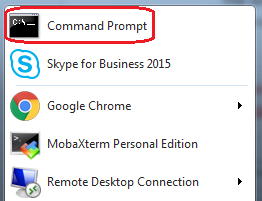 C:\.
Command Prompt
Skype for Business 2015
Google Chrome
MobaXterm Personal Edition
Remote Desktop Connection